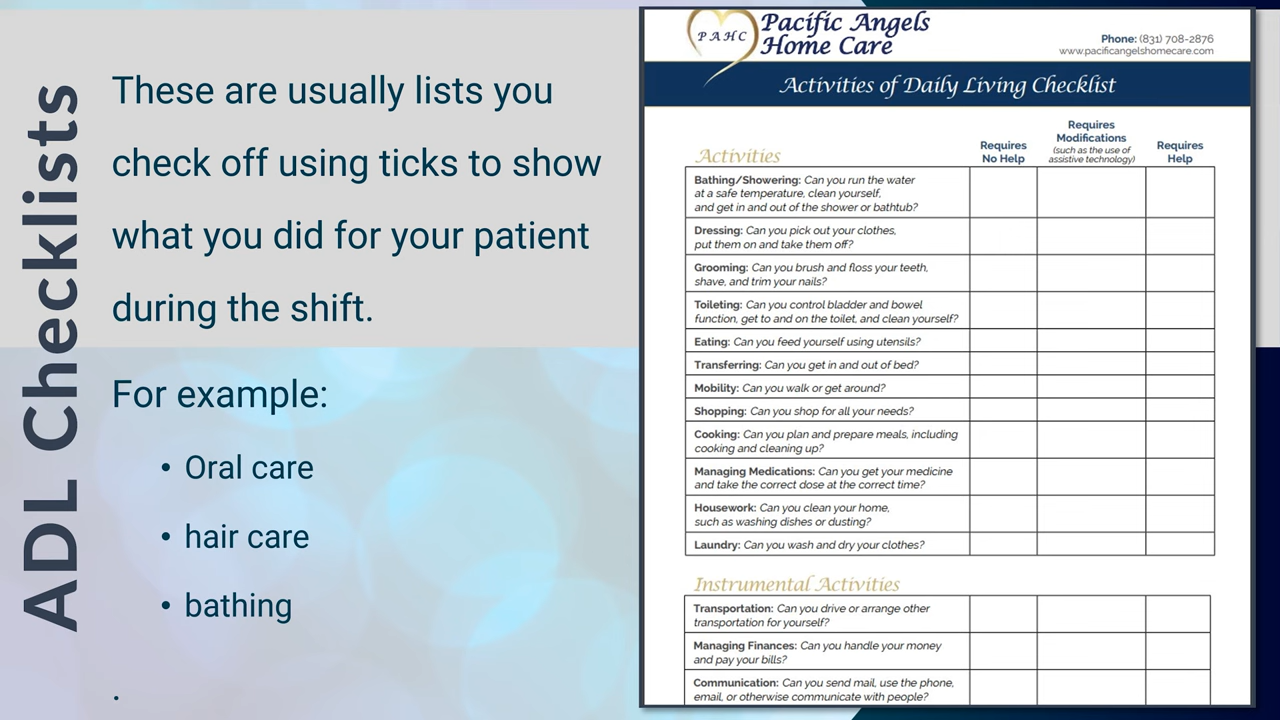 ADL Checklists
These are usually lists you
check off using ticks to show
what you did for your patient
during the shift.
For example:
• Oral care
• hair care
• bathing
.
PAHC
Pacific Angels
Home Care
Phone: (831) 708-2876
www.pacificangelshomecare.com
Activities of Daily Living Checklist
Activities
Requires
No Help
Requires
Modifications
(such as the use of
assistive technology)
Requires
Help
Bathing/Showering: Can you run the water
at a safe temperature, clean yourself,
and get in and out of the shower or bathtub?
Dressing: Can you pick out your clothes,
put them on and take them off?
Grooming: Can you brush and floss your teeth,
shave, and trim your nails?
Toileting: Can you control bladder and bowel
function, get to and on the toilet, and clean yourself?
Eating: Can you feed yourself using utensils?
Transferring: Can you get in and out of bed?
Mobility: Can you walk or get around?
Shopping: Can you shop for all your needs?
Cooking: Can you plan and prepare meals, including
cooking and cleaning up?
Managing Medications: Can you get your medicine
and take the correct dose at the correct time?
Housework: Can you clean your home,
such as washing dishes or dusting?
Laundry: Can you wash and dry your clothes?
Instrumental Activities
Transportation: Can you drive or arrange other
transportation for yourself?
Managing Finances: Can you handle your money
and pay your bills?
Communication: Can you send mail, use the phone,
email, or otherwise communicate with people?